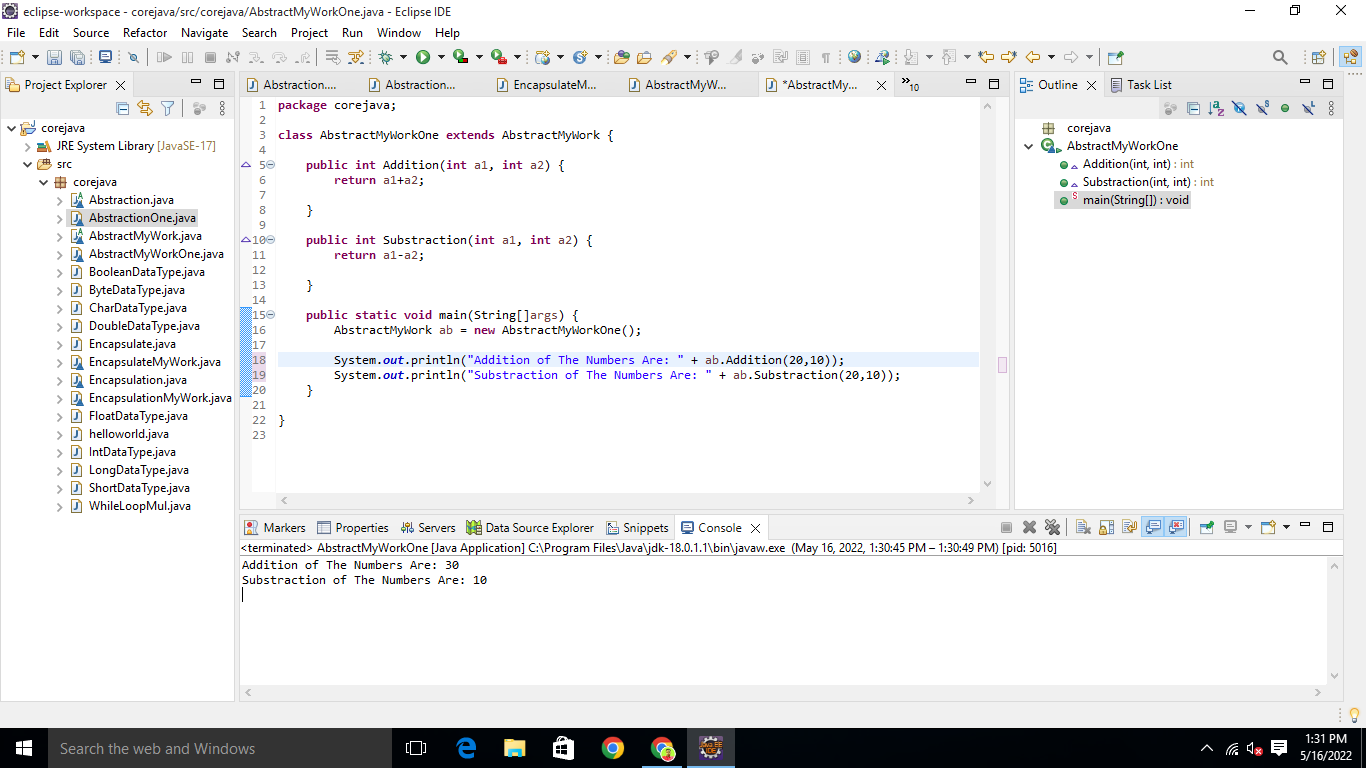 eclipse-workspace - corejava/src/corejava/AbstractMyWorkOne.java - Eclipse IDE
File Edit Source Refactor Navigate Search Project Run Window Help
Project Explorer
corejava
JRE System Library [JavaSE-17]
src
corejava
Abstraction.java
AbstractionOne.java
AbstractMyWork.java
AbstractMyWorkOne.java
BooleanDataType.java
ByteDataType.java
CharDataType.java
DoubleDataType.java
Encapsulate.java
EncapsulateMyWork.java
Encapsulation.java
EncapsulationMyWork.java
FloatDataType.java
helloworld.java
IntDataType.java
LongDataType.java
ShortDataType.java
WhileLoopMul.java
Abstraction.... Abstraction... EncapsulateM... AbstractMyW... *AbstractMy... »10
1 package corejava;
2
3 class AbstractMyWorkOne extends AbstractMyWork {
4
5 public int Addition(int a1, int a2) {
6 return a1+a2;
7
8 }
9
10 public int Substraction(int a1, int a2) {
11 return a1-a2;
12
13 }
14
15 public static void main(String[]args) {
16 AbstractMyWork ab = new AbstractMyWorkOne();
17
18 System.out.println("Addition of The Numbers Are: " + ab.Addition(20,10));
19 System.out.println("Substraction of The Numbers Are: " + ab.Substraction(20,10));
20 }
21
22 }
23
Outline Task List
corejava
AbstractMyWorkOne
Addition(int, int) : int
Substraction(int, int) : int
main(String[]) : void
Markers Properties Servers Data Source Explorer Snippets Console
<terminated> AbstractMyWorkOne [Java Application] C:\Program Files\Java\jdk-18.0.1.1\bin\javaw.exe (May 16, 2022, 1:30:45 PM – 1:30:49 PM) [pid: 5016]
Addition of The Numbers Are: 30
Substraction of The Numbers Are: 10
Search the web and Windows
1:31 PM
5/16/2022